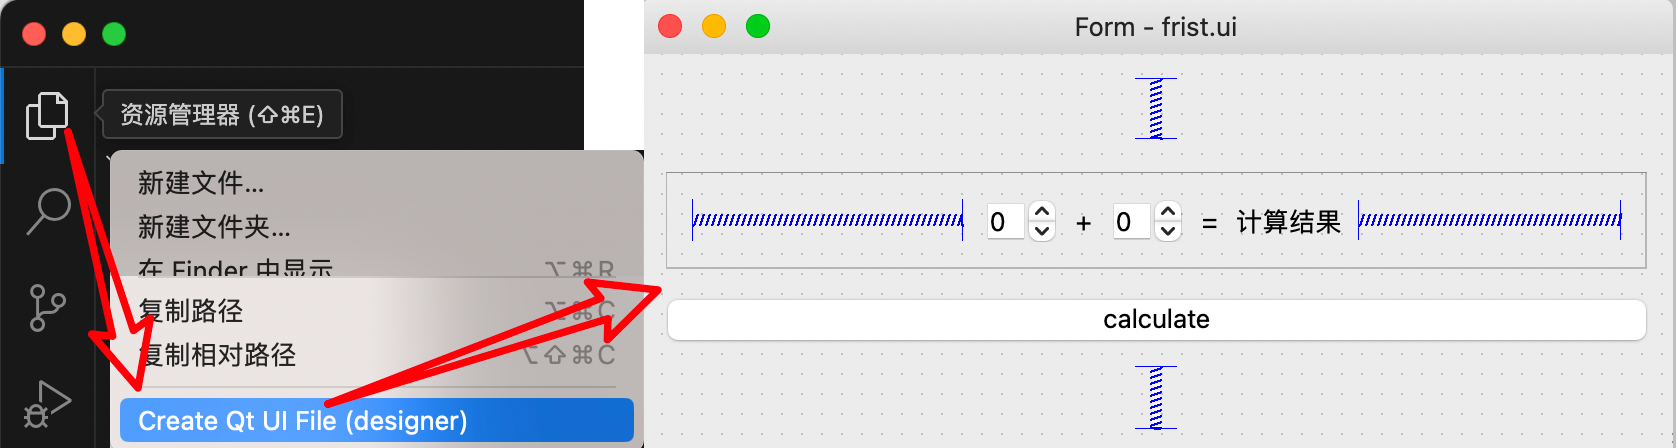 资源管理器 (⇧⌘E)
新建文件...
新建文件夹...
在 Finder 中显示 ⌥⌘R
复制路径 ⌥⌘C
复制相对路径 ⌥⇧⌘C
Create Qt UI File (designer)
Form - frist.ui
0 + 0 = 计算结果
calculate